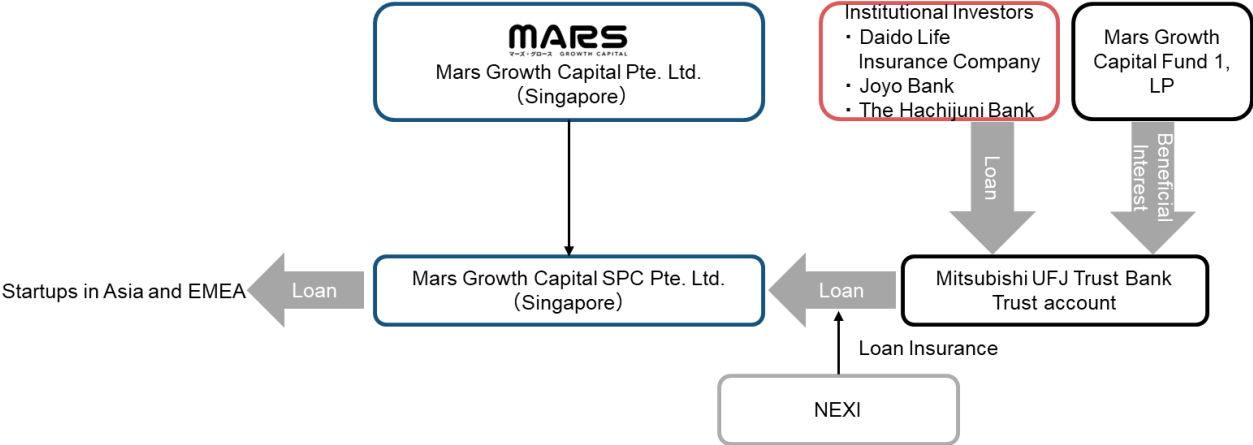 MARS
マーズ・グロース GROWTH CAPITAL
Mars Growth Capital Pte. Ltd.
（Singapore）
Institutional Investors
・ Daido Life
Insurance Company
・ Joyo Bank
・ The Hachijuni Bank
Mars Growth
Capital Fund 1,
LP
Loan
Beneficial
Interest
Startups in Asia and EMEA
Loan
Mars Growth Capital SPC Pte. Ltd.
（Singapore）
Loan
Mitsubishi UFJ Trust Bank
Trust account
Loan Insurance
NEXI